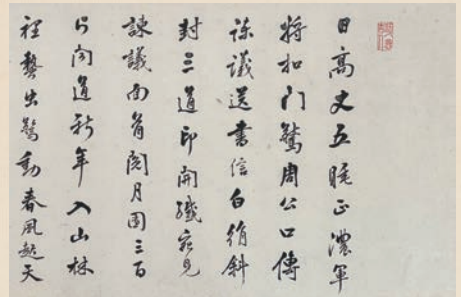 日高丈五睡正濃軍
將扣門驚周公口傳
諫議送書信白絹斜
封三道印開緘宛見
諫議面首閱月團三百
片聞道新年入山林
裡蟄出驚動春風起天